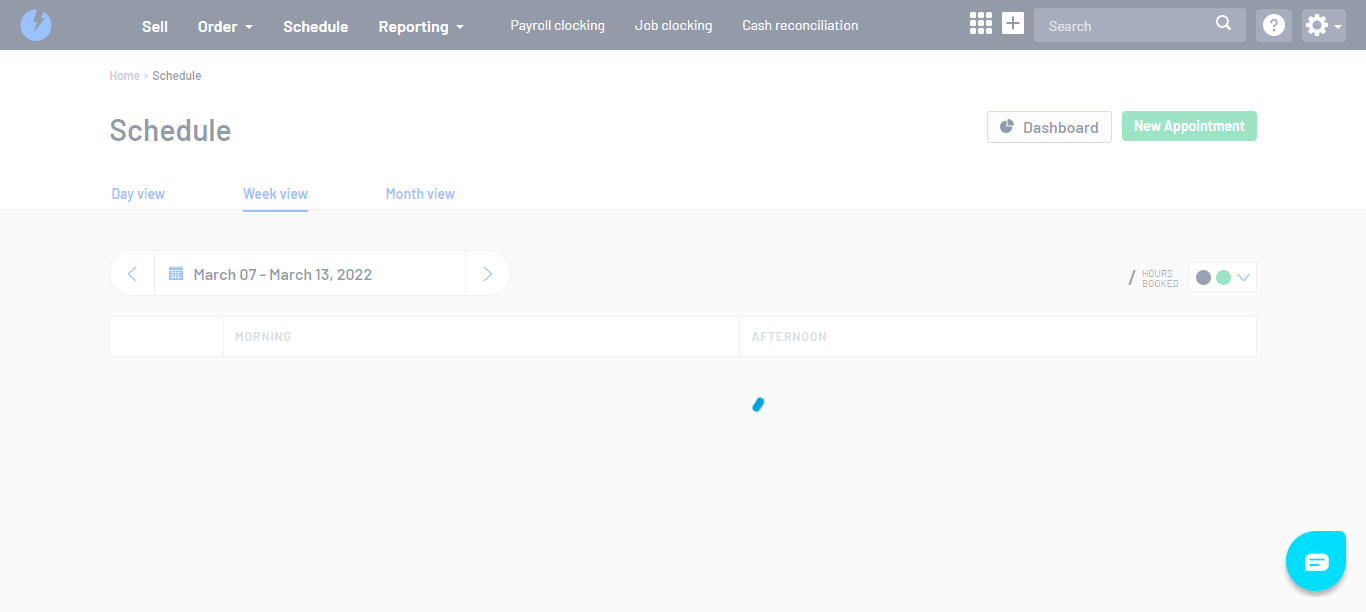 Sell Order Schedule Reporting Payroll clocking Job clocking Cash reconciliation Search
Home › Schedule
Schedule
Dashboard New Appointment
Day view Week view Month view
March 07 - March 13, 2022
/ HOURS
BOOKED
MORNING AFTERNOON